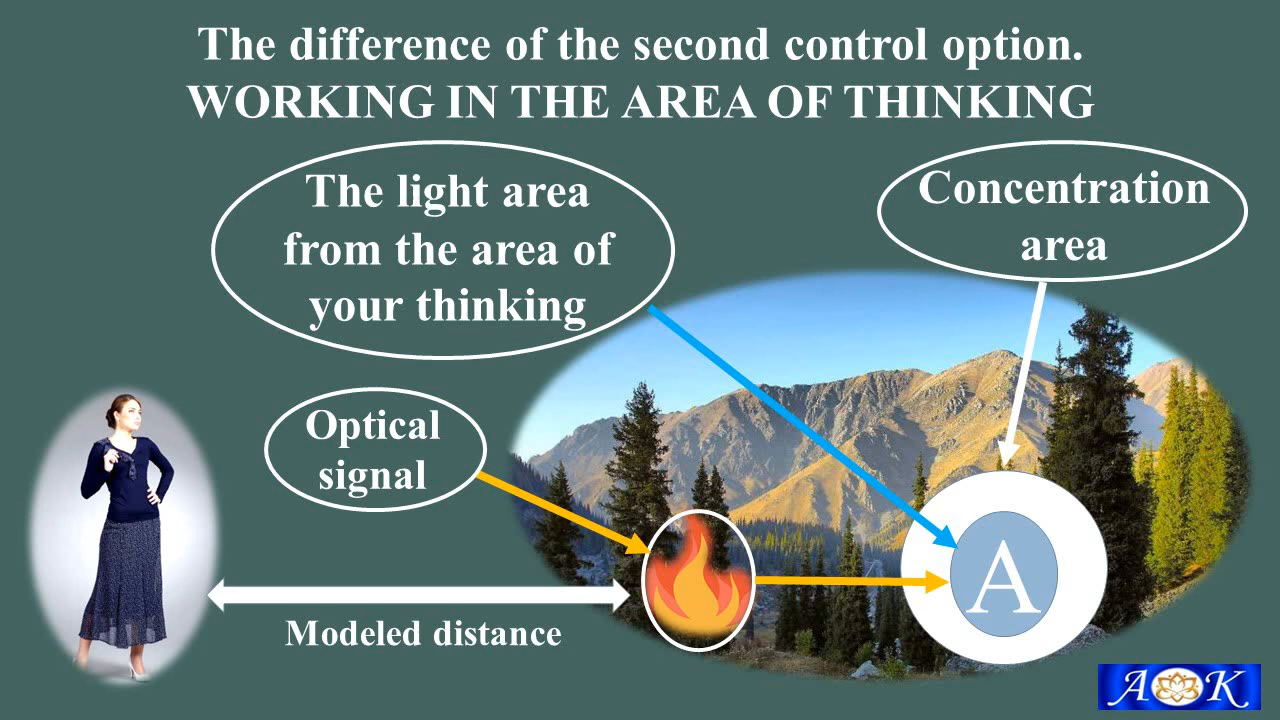 The difference of the second control option.
WORKING IN THE AREA OF THINKING
The light area
from the area of
your thinking
Concentration
area
Optical
signal
A
Modeled distance
A K